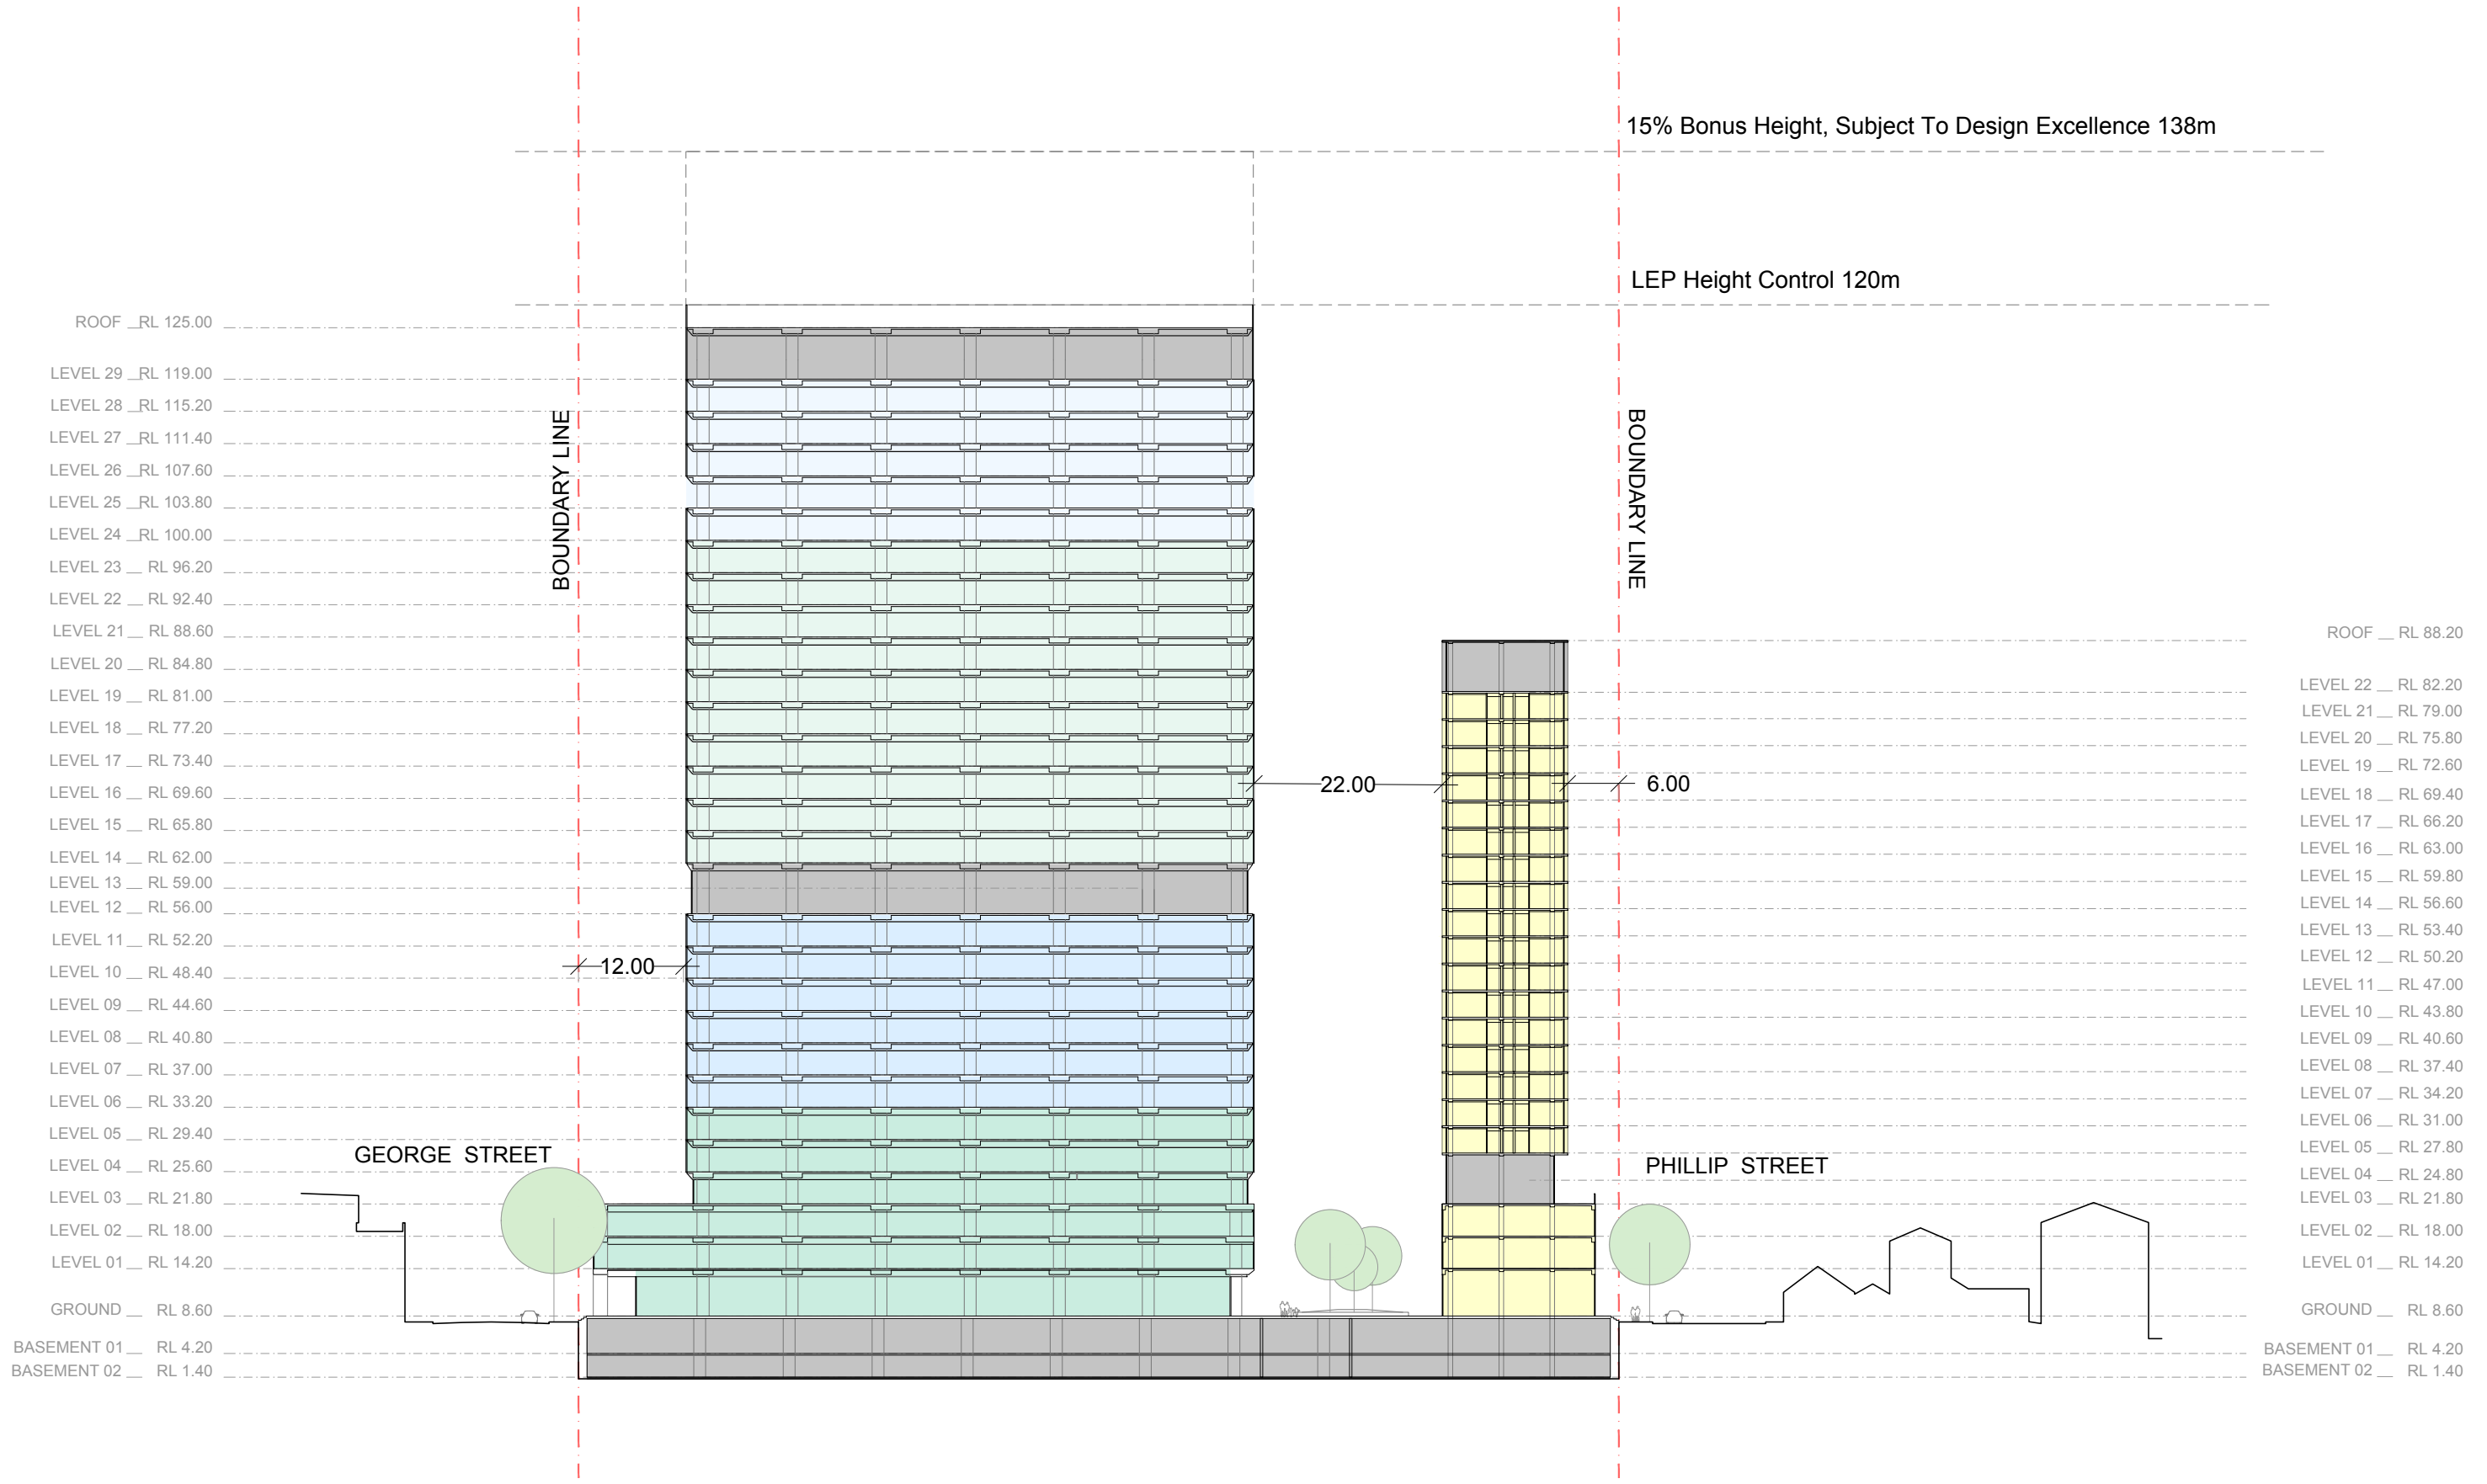 15% Bonus Height, Subject To Design Excellence 138m
LEP Height Control 120m
ROOF __RL 125.00
LEVEL 29 __RL 119.00
LEVEL 28 __RL 115.20
LEVEL 27 __RL 111.40
LEVEL 26 __RL 107.60
LEVEL 25 __RL 103.80
LEVEL 24 __RL 100.00
LEVEL 23 __ RL 96.20
LEVEL 22 __ RL 92.40
LEVEL 21 __ RL 88.60
LEVEL 20 __ RL 84.80
LEVEL 19 __ RL 81.00
LEVEL 18 __ RL 77.20
LEVEL 17 __ RL 73.40
LEVEL 16 __ RL 69.60
LEVEL 15 __ RL 65.80
LEVEL 14 __ RL 62.00
LEVEL 13 __ RL 59.00
LEVEL 12 __ RL 56.00
LEVEL 11 __ RL 52.20
LEVEL 10 __ RL 48.40
LEVEL 09 __ RL 44.60
LEVEL 08 __ RL 40.80
LEVEL 07 __ RL 37.00
LEVEL 06 __ RL 33.20
LEVEL 05 __ RL 29.40
LEVEL 04 __ RL 25.60
LEVEL 03 __ RL 21.80
LEVEL 02 __ RL 18.00
LEVEL 01 __ RL 14.20
GROUND __ RL 8.60
BASEMENT 01 __ RL 4.20
BASEMENT 02 __ RL 1.40
BOUNDARY LINE
GEORGE STREET
12.00
22.00
6.00
BOUNDARY LINE
PHILLIP STREET
ROOF __ RL 88.20
LEVEL 22 __ RL 82.20
LEVEL 21 __ RL 79.00
LEVEL 20 __ RL 75.80
LEVEL 19 __ RL 72.60
LEVEL 18 __ RL 69.40
LEVEL 17 __ RL 66.20
LEVEL 16 __ RL 63.00
LEVEL 15 __ RL 59.80
LEVEL 14 __ RL 56.60
LEVEL 13 __ RL 53.40
LEVEL 12 __ RL 50.20
LEVEL 11 __ RL 47.00
LEVEL 10 __ RL 43.80
LEVEL 09 __ RL 40.60
LEVEL 08 __ RL 37.40
LEVEL 07 __ RL 34.20
LEVEL 06 __ RL 31.00
LEVEL 05 __ RL 27.80
LEVEL 04 __ RL 24.80
LEVEL 03 __ RL 21.80
LEVEL 02 __ RL 18.00
LEVEL 01 __ RL 14.20
GROUND __ RL 8.60
BASEMENT 01 __ RL 4.20
BASEMENT 02 __ RL 1.40